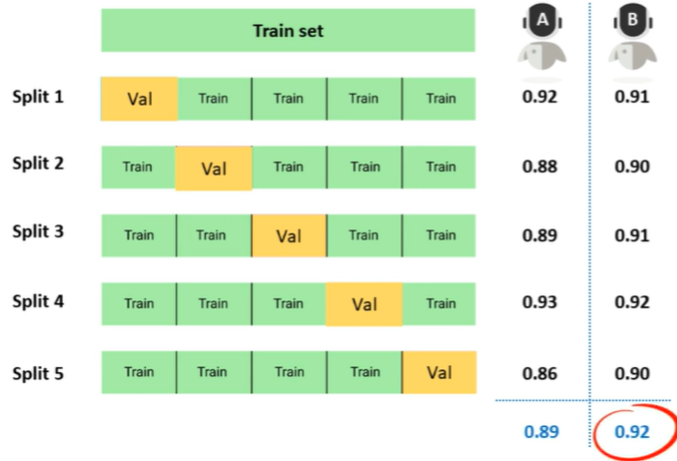 Train set A B
Split 1 Val Train Train Train Train 0.92 0.91
Split 2 Train Val Train Train Train 0.88 0.90
Split 3 Train Train Val Train Train 0.89 0.91
Split 4 Train Train Train Val Train 0.93 0.92
Split 5 Train Train Train Train Val 0.86 0.90
0.89 0.92